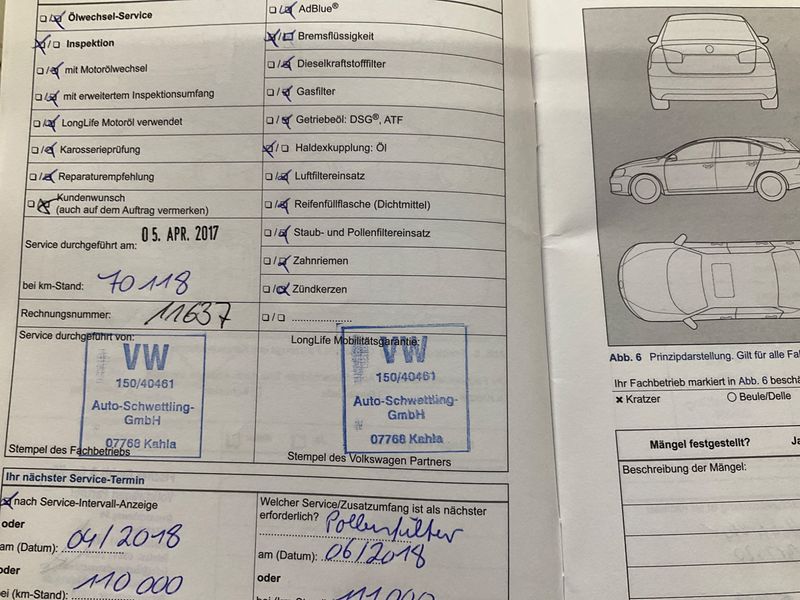 Ölwechsel-Service
Inspektion
mit Motorölwechsel
mit erweitertem Inspektionsumfang
LongLife Motoröl verwendet
Karosserieprüfung
Reparaturempfehlung
Kundenwunsch
(auch auf dem Auftrag vermerken)
Service durchgeführt am: 05. APR. 2017
bei km-Stand: 70118
Rechnungsnummer: 11637
Service durchgeführt von:
VW
150/40461
Auto-Schwettling-
GmbH
07768 Kahla
Stempel des Fachbetriebs
AdBlue®
Bremsflüssigkeit
Dieselkraftstofffilter
Gasfilter
Getriebeöl: DSG®, ATF
Haldexkupplung: Öl
Luftfiltereinsatz
Reifenfüllflasche (Dichtmittel)
Staub- und Pollenfiltereinsatz
Zahnriemen
Zündkerzen
LongLife Mobilitätsgarantie:
VW
150/40461
Auto-Schwettling-
GmbH
07768 Kahla
Stempel des Volkswagen Partners
Ihr nächster Service-Termin
nach Service-Intervall-Anzeige
oder
am (Datum): 04/2018
oder
bei (km-Stand): 110 000
Welcher Service/Zusatzumfang ist als nächster
erforderlich? Pollenfilter
am (Datum): 06/2018
oder
Abb. 6 Prinzipdarstellung. Gilt für alle
Ihr Fachbetrieb markiert in Abb. 6
Kratzer
Beule/Delle
Mängel festgestellt?
Beschreibung der Mängel: